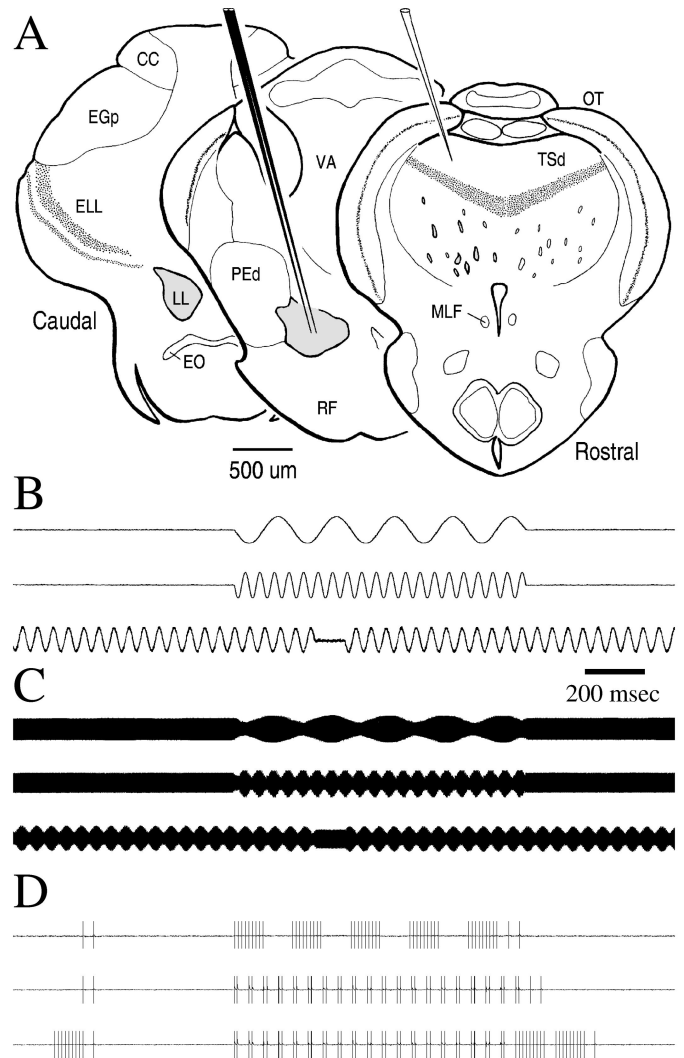 A
CC
EGp
ELL
LL
EO
Caudal
PEd
VA
RF
500 um
OT
TSd
MLF
Rostral
B
200 msec
C
D